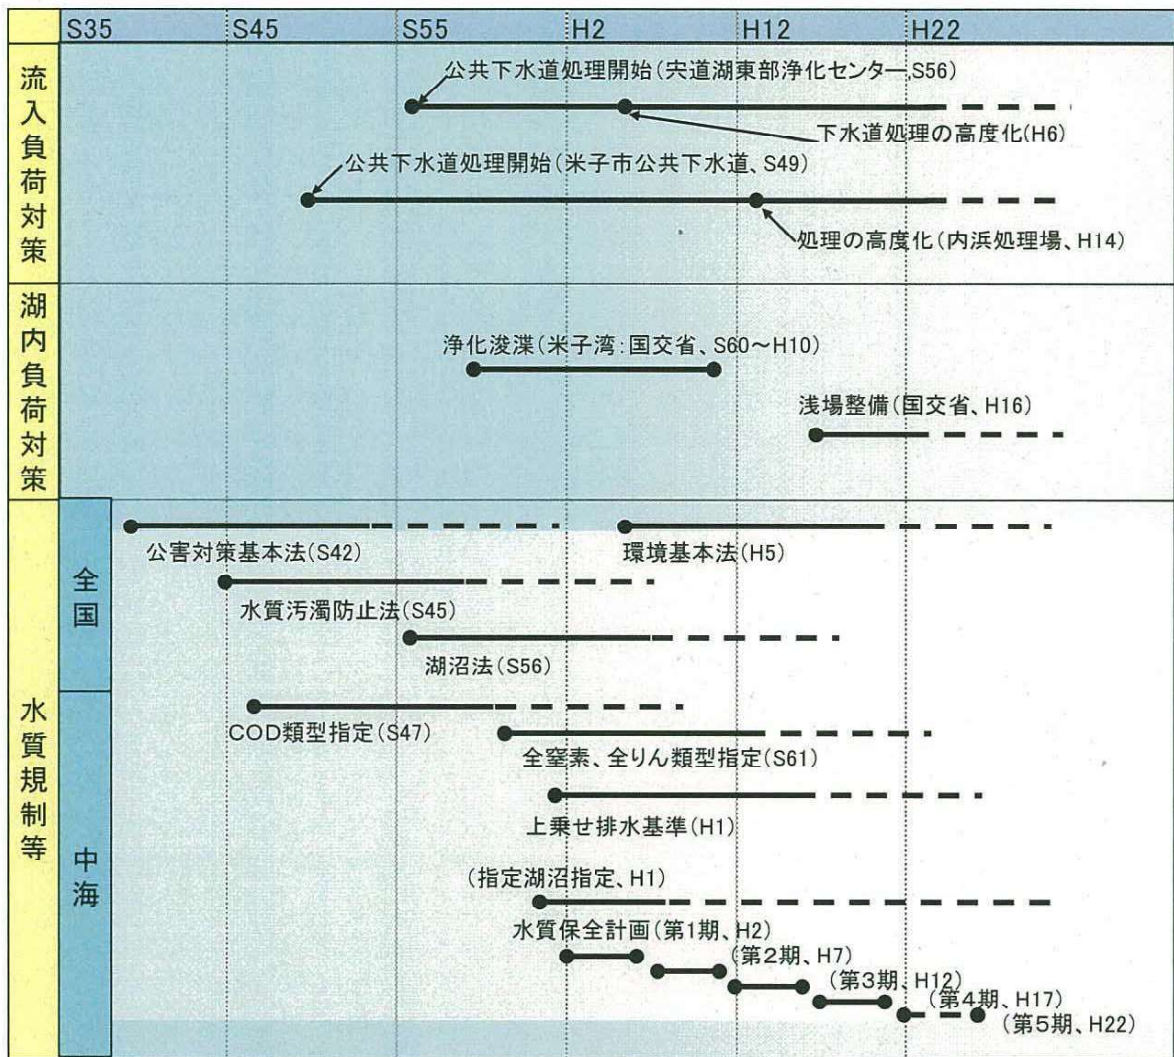 S35 S45 S55 H2 H12 H22
流入負荷対策
公共下水道処理開始(宍道湖東部浄化センター,S56)
下水道処理の高度化(H6)
公共下水道処理開始(米子市公共下水道、S49)
処理の高度化(内浜処理場、H14)
湖内負荷対策
浄化浚渫(米子湾:国交省、S60～H10)
浅場整備(国交省、H16)
水質規制等
全国
公害対策基本法(S42)
環境基本法(H5)
水質汚濁防止法(S45)
湖沼法(S56)
中海
COD類型指定(S47)
全窒素、全りん類型指定(S61)
上乗せ排水基準(H1)
(指定湖沼指定、H1)
水質保全計画(第1期、H2)
(第2期、H7)
(第3期、H12)
(第4期、H17)
(第5期、H22)